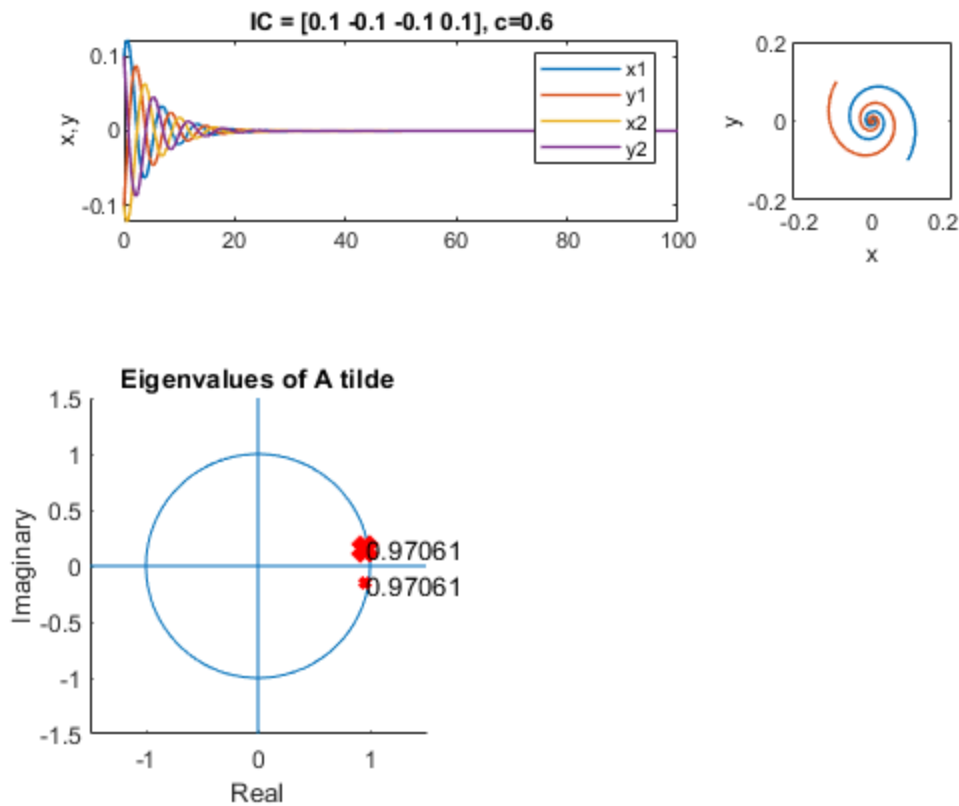 IC = [0.1 -0.1 -0.1 0.1], c=0.6
0.1
0
-0.1
x,y
0
20
40
60
80
100
x1
y1
x2
y2
0.2
0
-0.2
y
-0.2
0
0.2
x
Eigenvalues of A tilde
1.5
1
0.5
0
-0.5
-1
-1.5
Imaginary
0.97061
0.97061
-1
0
1
Real